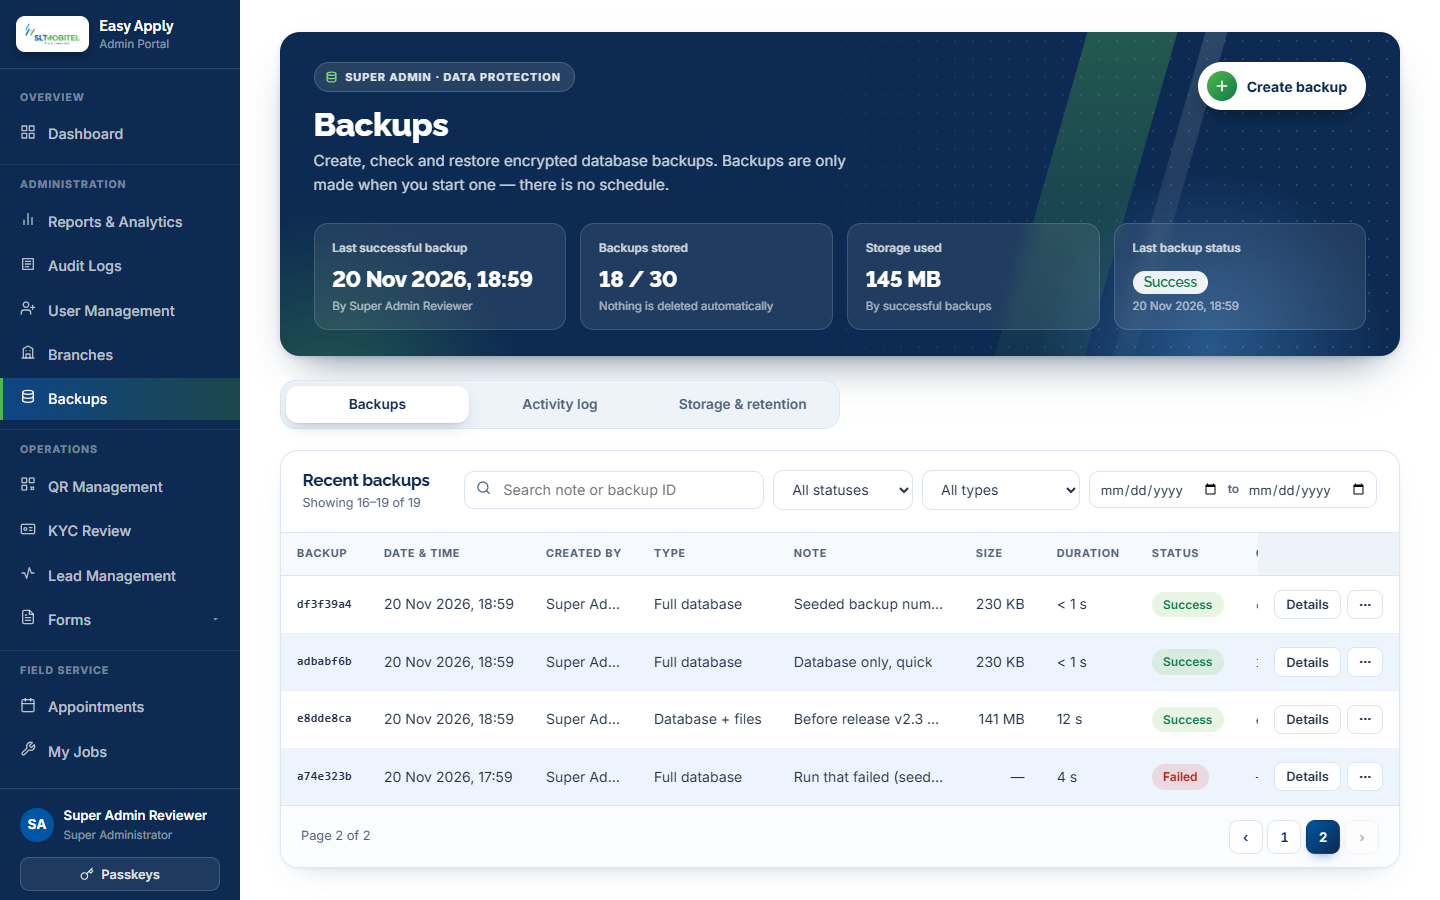 SLTMOBITEL
Easy Apply
Admin Portal
OVERVIEW
Dashboard
ADMINISTRATION
Reports & Analytics
Audit Logs
User Management
Branches
Backups
OPERATIONS
QR Management
KYC Review
Lead Management
Forms
FIELD SERVICE
Appointments
My Jobs
SA
Super Admin Reviewer
Super Administrator
Passkeys
SUPER ADMIN · DATA PROTECTION
Create backup
Backups
Create, check and restore encrypted database backups. Backups are only
made when you start one — there is no schedule.
Last successful backup
20 Nov 2026, 18:59
By Super Admin Reviewer
Backups stored
18 / 30
Nothing is deleted automatically
Storage used
145 MB
By successful backups
Last backup status
Success
20 Nov 2026, 18:59
Backups Activity log Storage & retention
Recent backups
Showing 16–19 of 19
Search note or backup ID All statuses All types mm/dd/yyyy to mm/dd/yyyy
BACKUP DATE & TIME CREATED BY TYPE NOTE SIZE DURATION STATUS
df3f39a4 20 Nov 2026, 18:59 Super Ad... Full database Seeded backup num... 230 KB < 1 s Success Details ...
adbabf6b 20 Nov 2026, 18:59 Super Ad... Full database Database only, quick 230 KB < 1 s Success Details ...
e8dde8ca 20 Nov 2026, 18:59 Super Ad... Database + files Before release v2.3 ... 141 MB 12 s Success Details ...
a74e323b 20 Nov 2026, 17:59 Super Ad... Full database Run that failed (seed... — 4 s Failed Details ...
Page 2 of 2 ‹ 1 2 ›